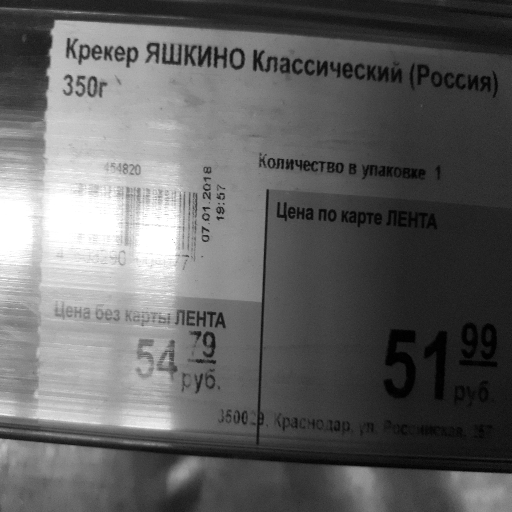 Крекер ЯШКИНО Классический (Россия)
350г
454820
07.01.2018
19:57
Количество в упаковке 1
Цена по карте ЛЕНТА
51 99
руб.
Цена без карты ЛЕНТА
54 79
руб.
Краснодар, ул. Российская,